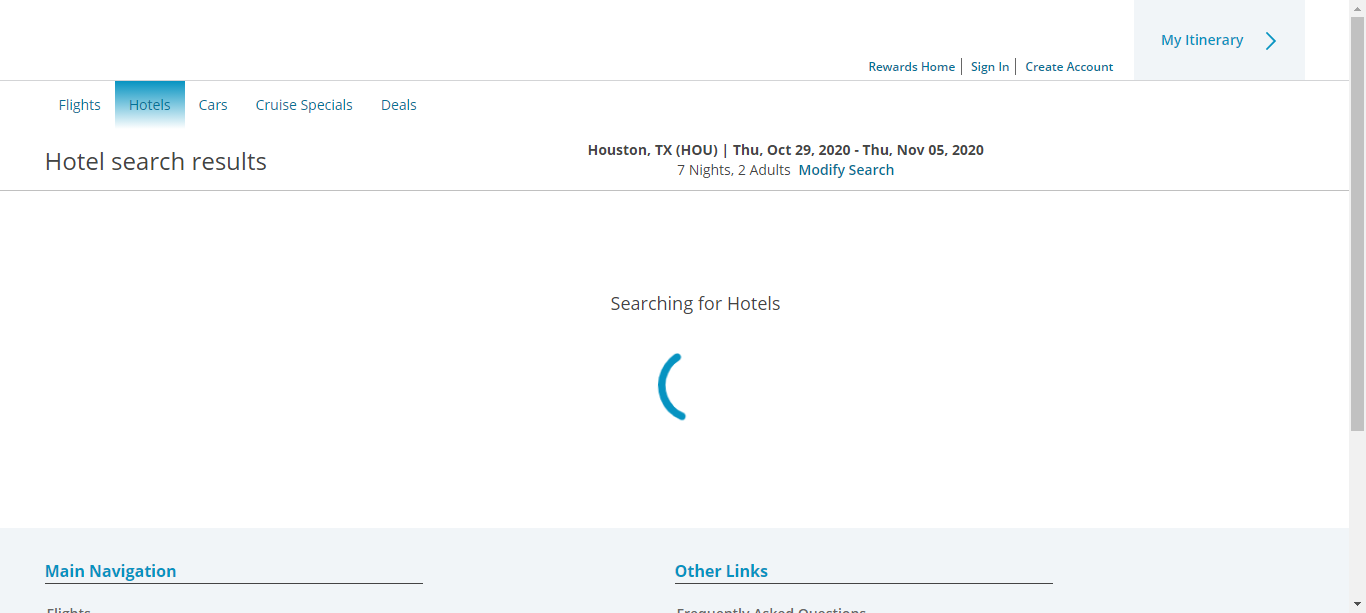 My Itinerary
Rewards Home Sign In Create Account
Flights Hotels Cars Cruise Specials Deals
Hotel search results
Houston, TX (HOU) | Thu, Oct 29, 2020 - Thu, Nov 05, 2020
7 Nights, 2 Adults Modify Search
Searching for Hotels
Main Navigation
Other Links
Flights
Frequently Asked Questions